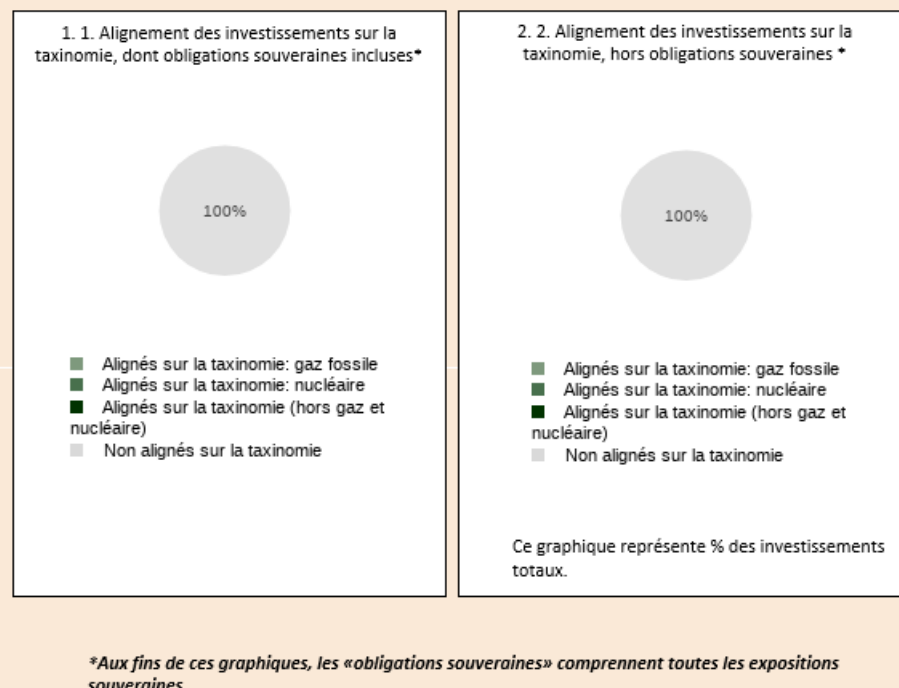 1. 1. Alignement des investissements sur la
taxinomie, dont obligations souveraines incluses*
100%
Alignés sur la taxinomie: gaz fossile
Alignés sur la taxinomie: nucléaire
Alignés sur la taxinomie (hors gaz et
nucléaire)
Non alignés sur la taxinomie
2. 2. Alignement des investissements sur la
taxinomie, hors obligations souveraines *
100%
Alignés sur la taxinomie: gaz fossile
Alignés sur la taxinomie: nucléaire
Alignés sur la taxinomie (hors gaz et
nucléaire)
Non alignés sur la taxinomie
Ce graphique représente % des investissements
totaux.
*Aux fins de ces graphiques, les «obligations souveraines» comprennent toutes les expositions
souveraines